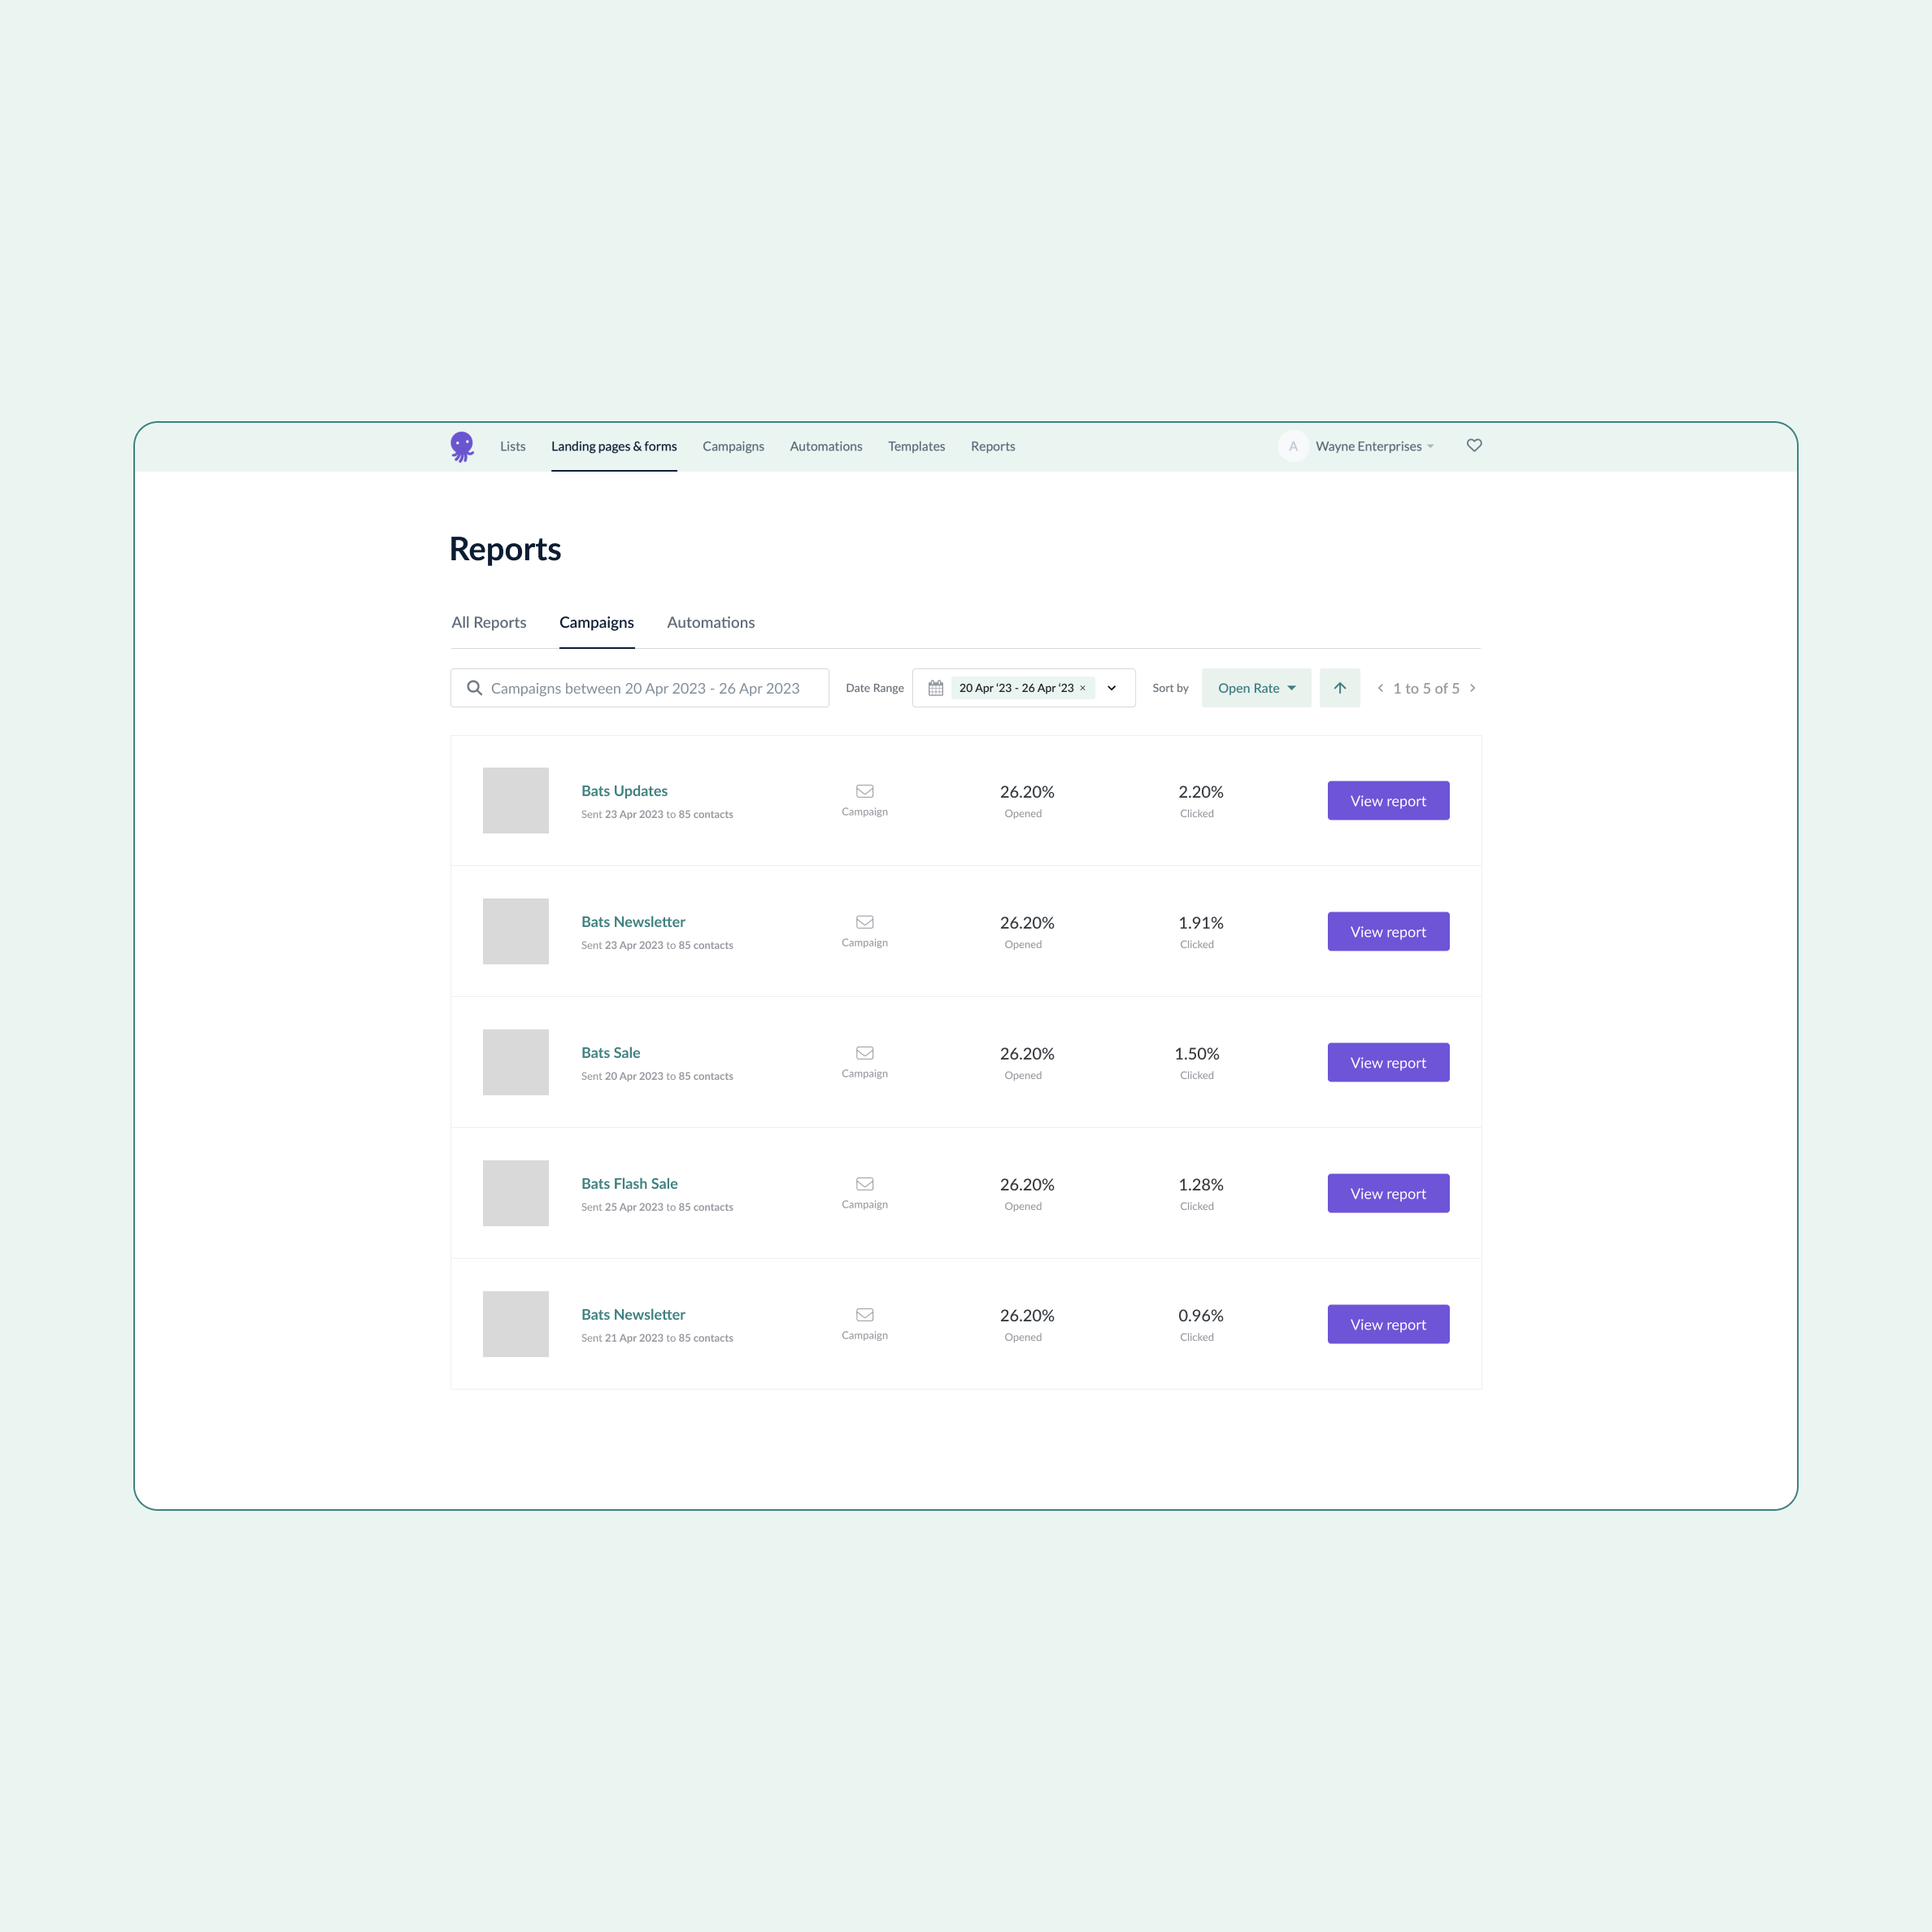 Lists Landing pages & forms Campaigns Automations Templates Reports A Wayne Enterprises
Reports
All Reports Campaigns Automations
Campaigns between 20 Apr 2023 - 26 Apr 2023 Date Range 20 Apr ‘23 - 26 Apr ‘23 × Sort by Open Rate 1 to 5 of 5
Bats Updates 26.20% 2.20% View report
Sent 23 Apr 2023 to 85 contacts Campaign Opened Clicked
Bats Newsletter 26.20% 1.91% View report
Sent 23 Apr 2023 to 85 contacts Campaign Opened Clicked
Bats Sale 26.20% 1.50% View report
Sent 20 Apr 2023 to 85 contacts Campaign Opened Clicked
Bats Flash Sale 26.20% 1.28% View report
Sent 25 Apr 2023 to 85 contacts Campaign Opened Clicked
Bats Newsletter 26.20% 0.96% View report
Sent 21 Apr 2023 to 85 contacts Campaign Opened Clicked